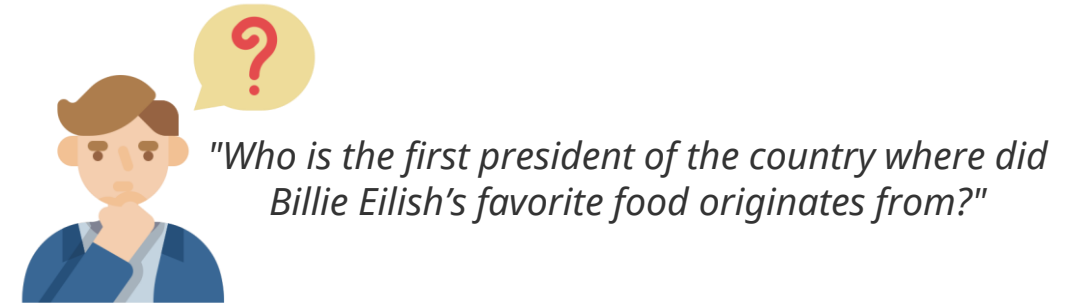 ?
"Who is the first president of the country where did
Billie Eilish’s favorite food originates from?"